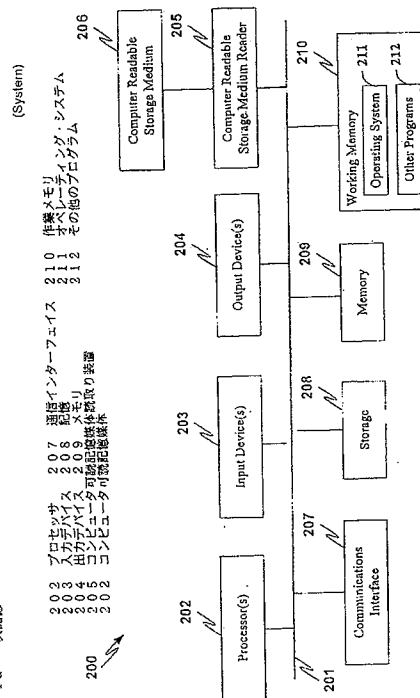 (System)
202 プロセッサ 207 通信インターフェイス 210 作業メモリ
203 入力デバイス 208 記憶 211 オペレーティング・システム
204 出力デバイス 209 メモリ 212 その他のプログラム
205 コンピュータ可読記憶媒体読取り装置
202 コンピュータ可読記憶媒体
200
206
Computer Readable
Storage Medium
202
203
204
205
Processor(s)
Input Device(s)
Output Device(s)
Computer Readable
Storage Medium Reader
201
207
208
209
210
Communications
Interface
Storage
Memory
Working Memory
211
Operating System
212
Other Programs